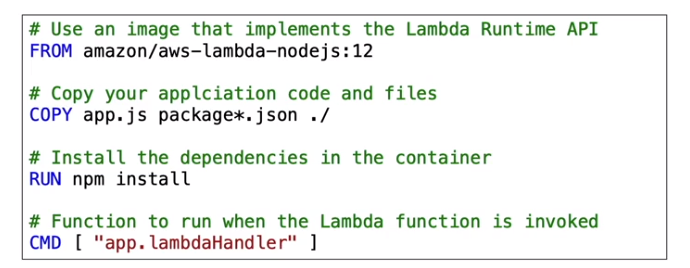 # Use an image that implements the Lambda Runtime API
FROM amazon/aws-lambda-nodejs:12
# Copy your applciation code and files
COPY app.js package*.json ./
# Install the dependencies in the container
RUN npm install
# Function to run when the Lambda function is invoked
CMD [ "app.lambdaHandler" ]